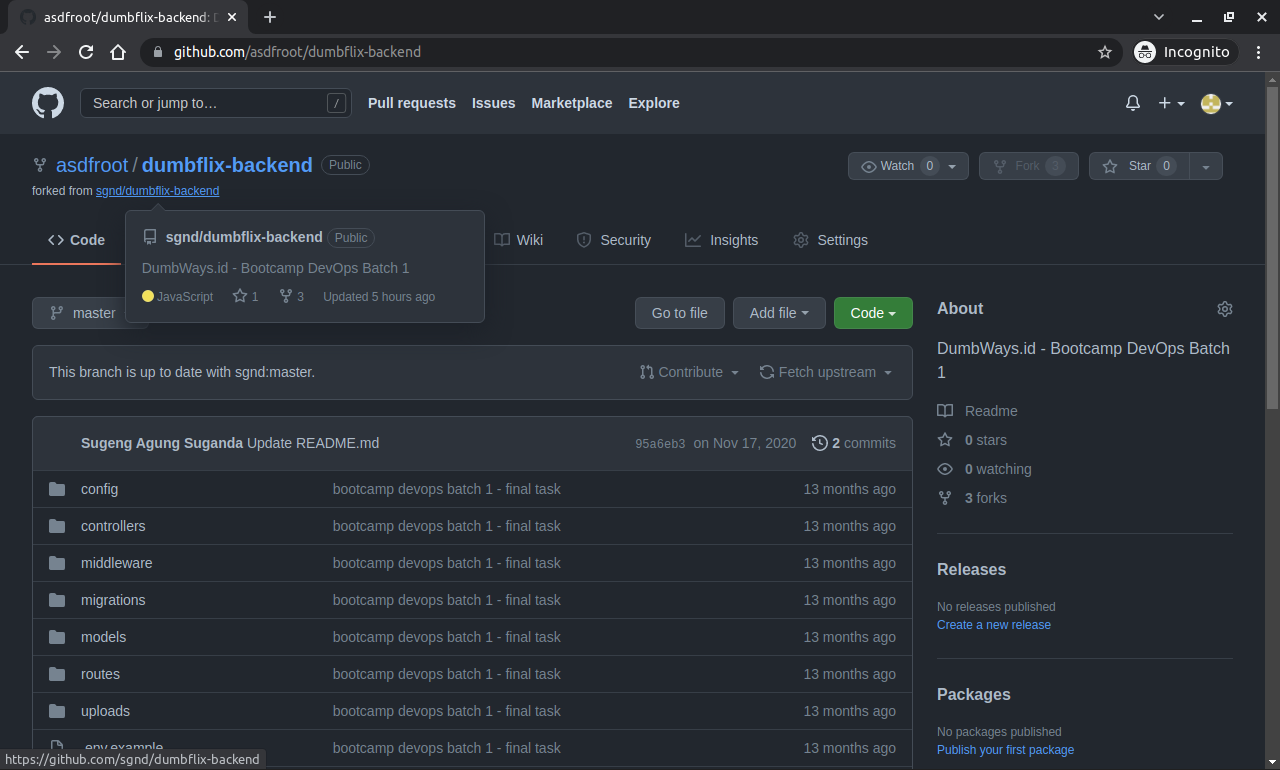 asdfroot/dumbflix-backend: D
github.com/asdfroot/dumbflix-backend
Incognito
Search or jump to…
/
Pull requests
Issues
Marketplace
Explore
asdfroot / dumbflix-backend Public
Watch 0
Fork 3
Star 0
forked from sgnd/dumbflix-backend
Code
Wiki
Security
Insights
Settings
sgnd/dumbflix-backend Public
DumbWays.id - Bootcamp DevOps Batch 1
JavaScript 1 3 Updated 5 hours ago
master
Go to file
Add file
Code
This branch is up to date with sgnd:master.
Contribute
Fetch upstream
Sugeng Agung Suganda Update README.md 95a6eb3 on Nov 17, 2020 2 commits
config bootcamp devops batch 1 - final task 13 months ago
controllers bootcamp devops batch 1 - final task 13 months ago
middleware bootcamp devops batch 1 - final task 13 months ago
migrations bootcamp devops batch 1 - final task 13 months ago
models bootcamp devops batch 1 - final task 13 months ago
routes bootcamp devops batch 1 - final task 13 months ago
uploads bootcamp devops batch 1 - final task 13 months ago
.env.example bootcamp devops batch 1 - final task 13 months ago
About
DumbWays.id - Bootcamp DevOps Batch
1
Readme
0 stars
0 watching
3 forks
Releases
No releases published
Create a new release
Packages
No packages published
Publish your first package
https://github.com/sgnd/dumbflix-backend